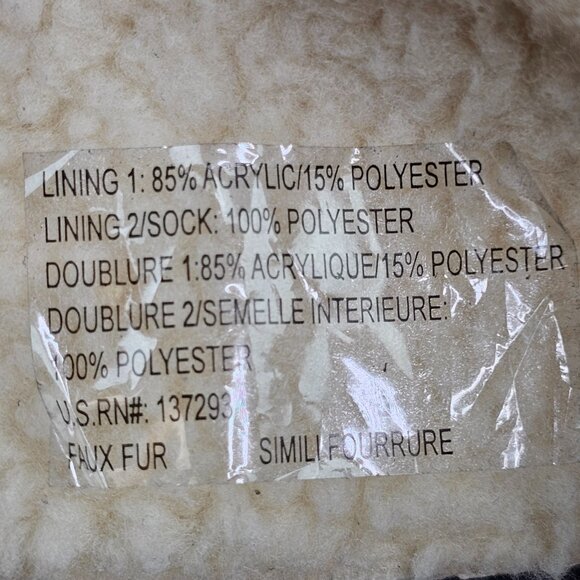 LINING 1: 85% ACRYLIC/15% POLYESTER
LINING 2/SOCK: 100% POLYESTER
DOUBLURE 1:85% ACRYLIQUE/15% POLYESTER
DOUBLURE 2/SEMELLE INTERIEURE:
100% POLYESTER
U.S.RN#: 137293
FAUX FUR SIMILI FOURRURE